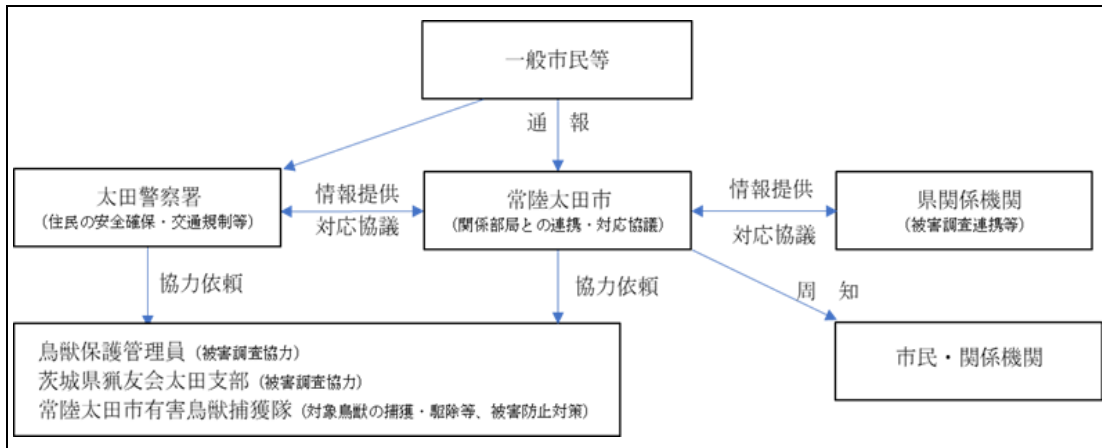 一般市民等
通　報
太田警察署
(住民の安全確保・交通規制等)
情報提供
対応協議
常陸太田市
(関係部局との連携・対応協議)
情報提供
対応協議
県関係機関
(被害調査連携等)
協力依頼
協力依頼
周　知
鳥獣保護管理員 (被害調査協力)
茨城県猟友会太田支部 (被害調査協力)
常陸太田市有害鳥獣捕獲隊 (対象鳥獣の捕獲・駆除等、被害防止対策)
市民・関係機関